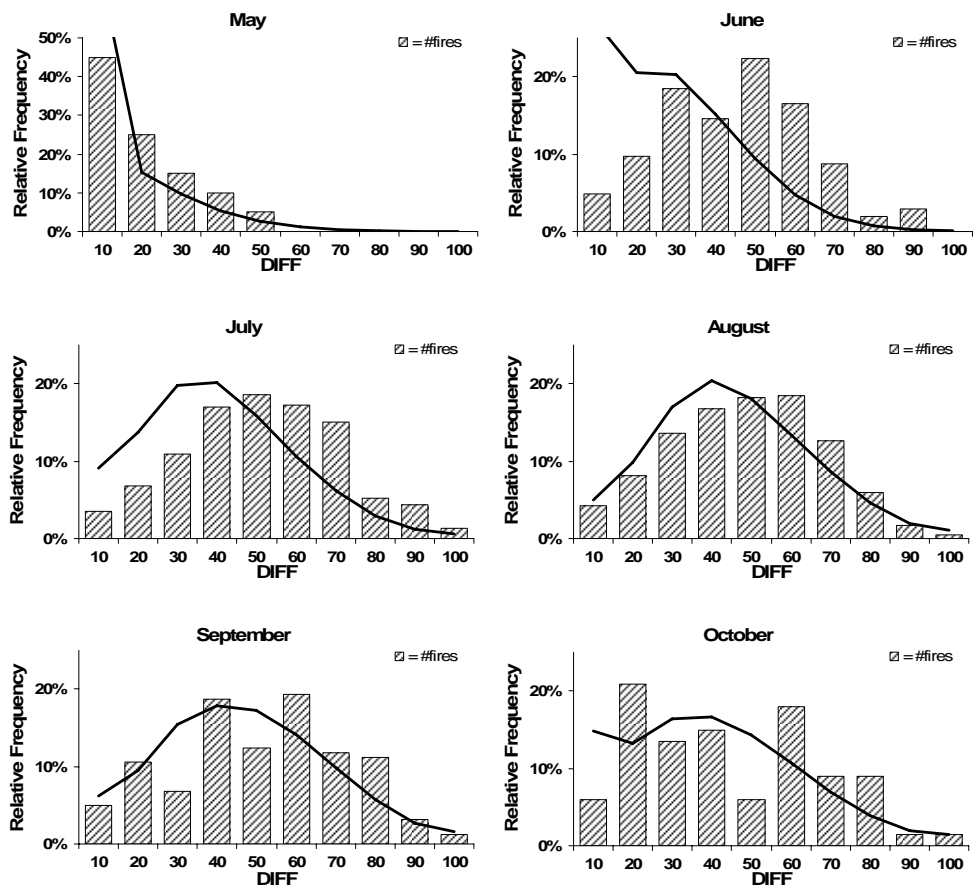 May
= #fires
Relative Frequency
50%
40%
30%
20%
10%
0%
10 20 30 40 50 60 70 80 90 100
DIFF
June
= #fires
Relative Frequency
20%
10%
0%
10 20 30 40 50 60 70 80 90 100
DIFF
July
= #fires
Relative Frequency
20%
10%
0%
10 20 30 40 50 60 70 80 90 100
DIFF
August
= #fires
Relative Frequency
20%
10%
0%
10 20 30 40 50 60 70 80 90 100
DIFF
September
= #fires
Relative Frequency
20%
10%
0%
10 20 30 40 50 60 70 80 90 100
DIFF
October
= #fires
Relative Frequency
20%
10%
0%
10 20 30 40 50 60 70 80 90 100
DIFF